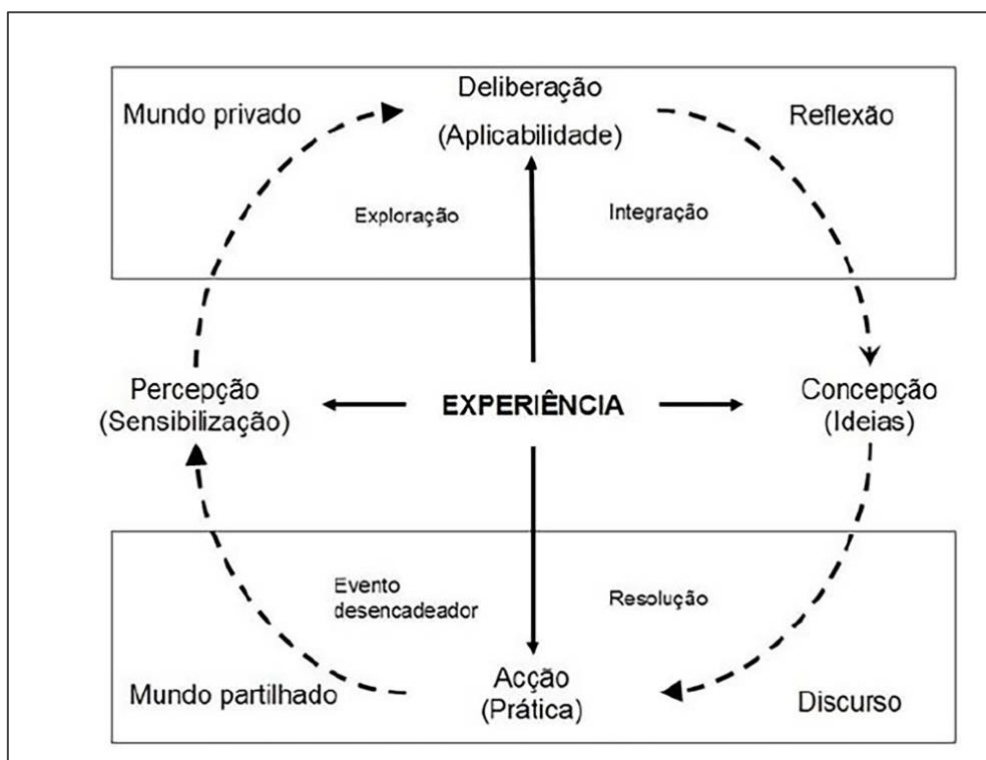 Deliberação
Mundo privado
Reflexão
(Aplicabilidade)
Exploração
Integração
Percepção
(Sensibilização)
EXPERIÊNCIA
Concepção
(Ideias)
Evento
desencadeador
Resolução
Mundo partilhado
Acção
(Prática)
Discurso